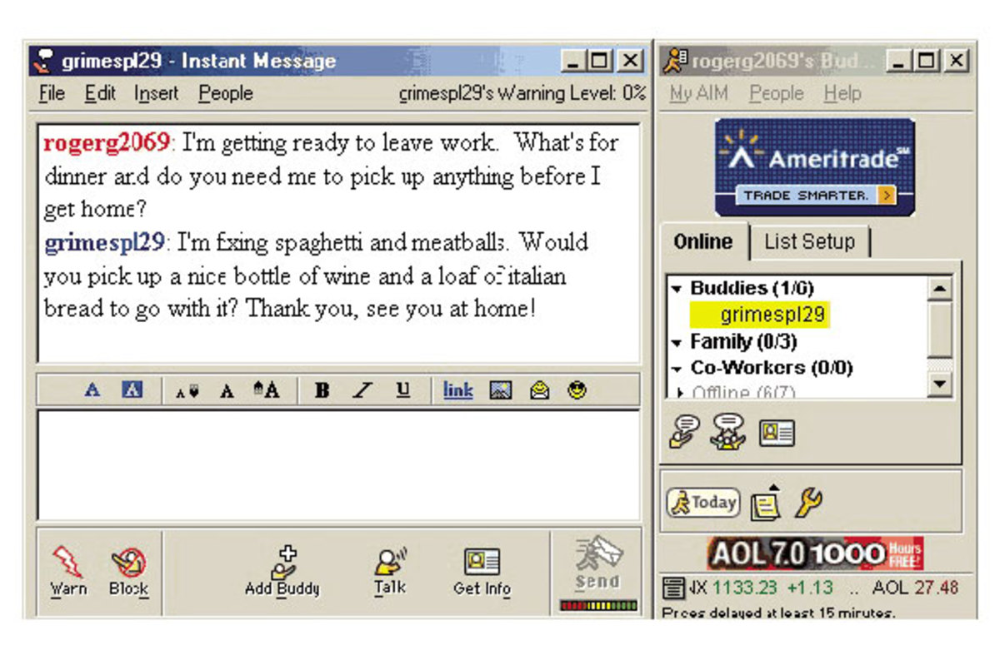 grimespl29 - Instant Message
File Edit Insert People grimespl29's Warning Level: 0%
rogerg2069: I'm getting ready to leave work. What's for
dinner and do you need me to pick up anything before I
get home?
grimespl29: I'm fixing spaghetti and meatballs. Would
you pick up a nice bottle of wine and a loaf of italian
bread to go with it? Thank you, see you at home!
A A A A A B I U link
Warn Block Add Buddy Talk Get Info Send
rogerg2069's Bud...
My AIM People Help
Ameritrade SM
TRADE SMARTER. >
Online List Setup
Buddies (1/6)
grimespl29
Family (0/3)
Co-Workers (0/0)
Offline (6/7)
Today
AOL 7.0 1000 Hours FREE!
NX 1133.23 +1.13 .. AOL 27.48
Prices delayed at least 15 minutes.